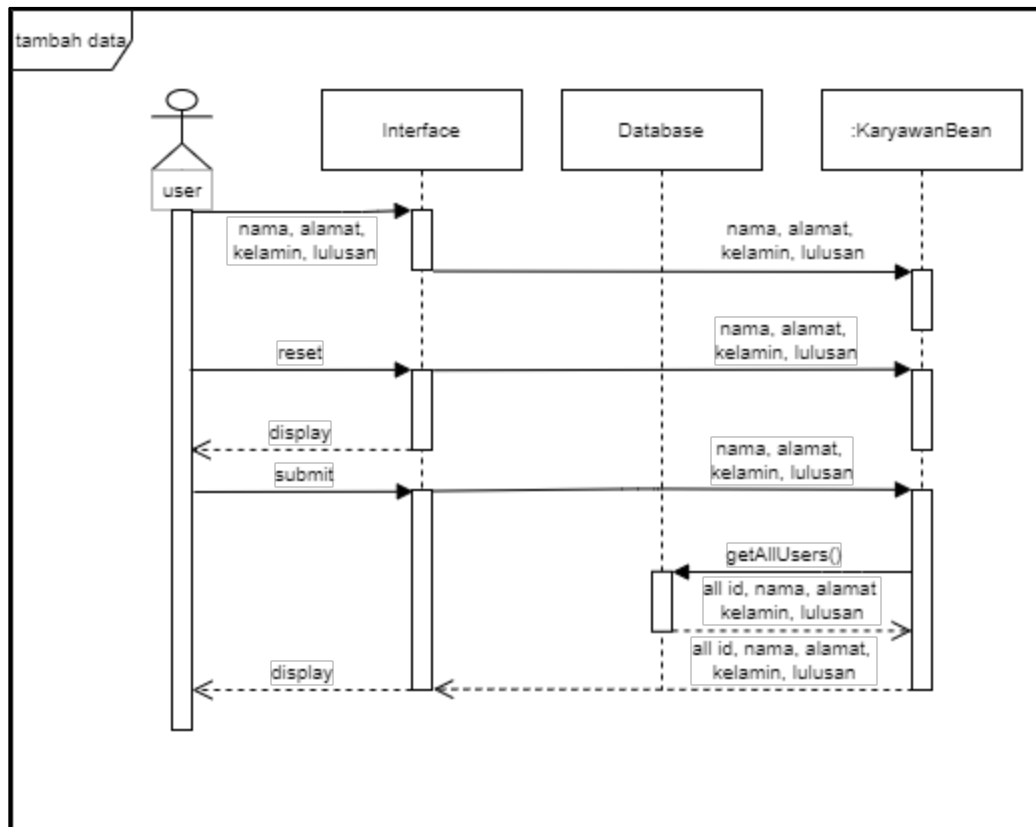 tambah data
Interface
Database
:KaryawanBean
user
nama, alamat,
kelamin, lulusan
nama, alamat,
kelamin, lulusan
reset
nama, alamat,
kelamin, lulusan
display
submit
nama, alamat,
kelamin, lulusan
getAllUsers()
all id, nama, alamat
kelamin, lulusan
all id, nama, alamat,
kelamin, lulusan
display